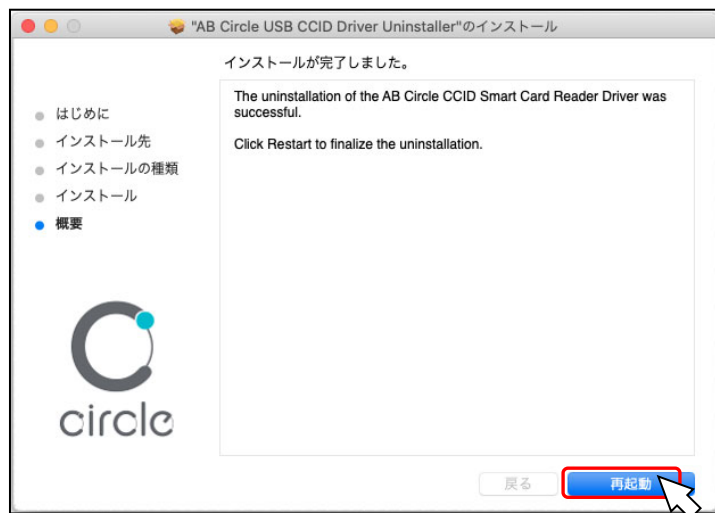 "AB Circle USB CCID Driver Uninstaller"のインストール
インストールが完了しました。
はじめに
インストール先
インストールの種類
インストール
概要
The uninstallation of the AB Circle CCID Smart Card Reader Driver was
successful.
Click Restart to finalize the uninstallation.
circle
戻る
再起動